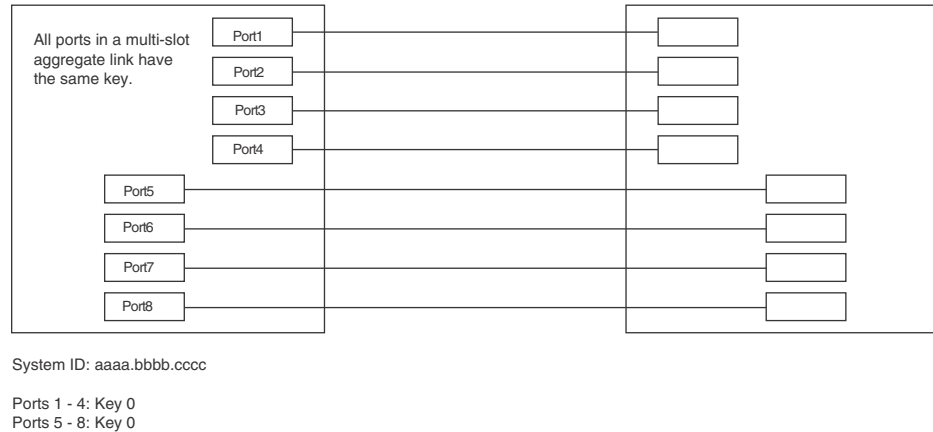 All ports in a multi-slot
aggregate link have
the same key.
Port1
Port2
Port3
Port4
Port5
Port6
Port7
Port8
System ID: aaaa.bbbb.cccc
Ports 1 - 4: Key 0
Ports 5 - 8: Key 0